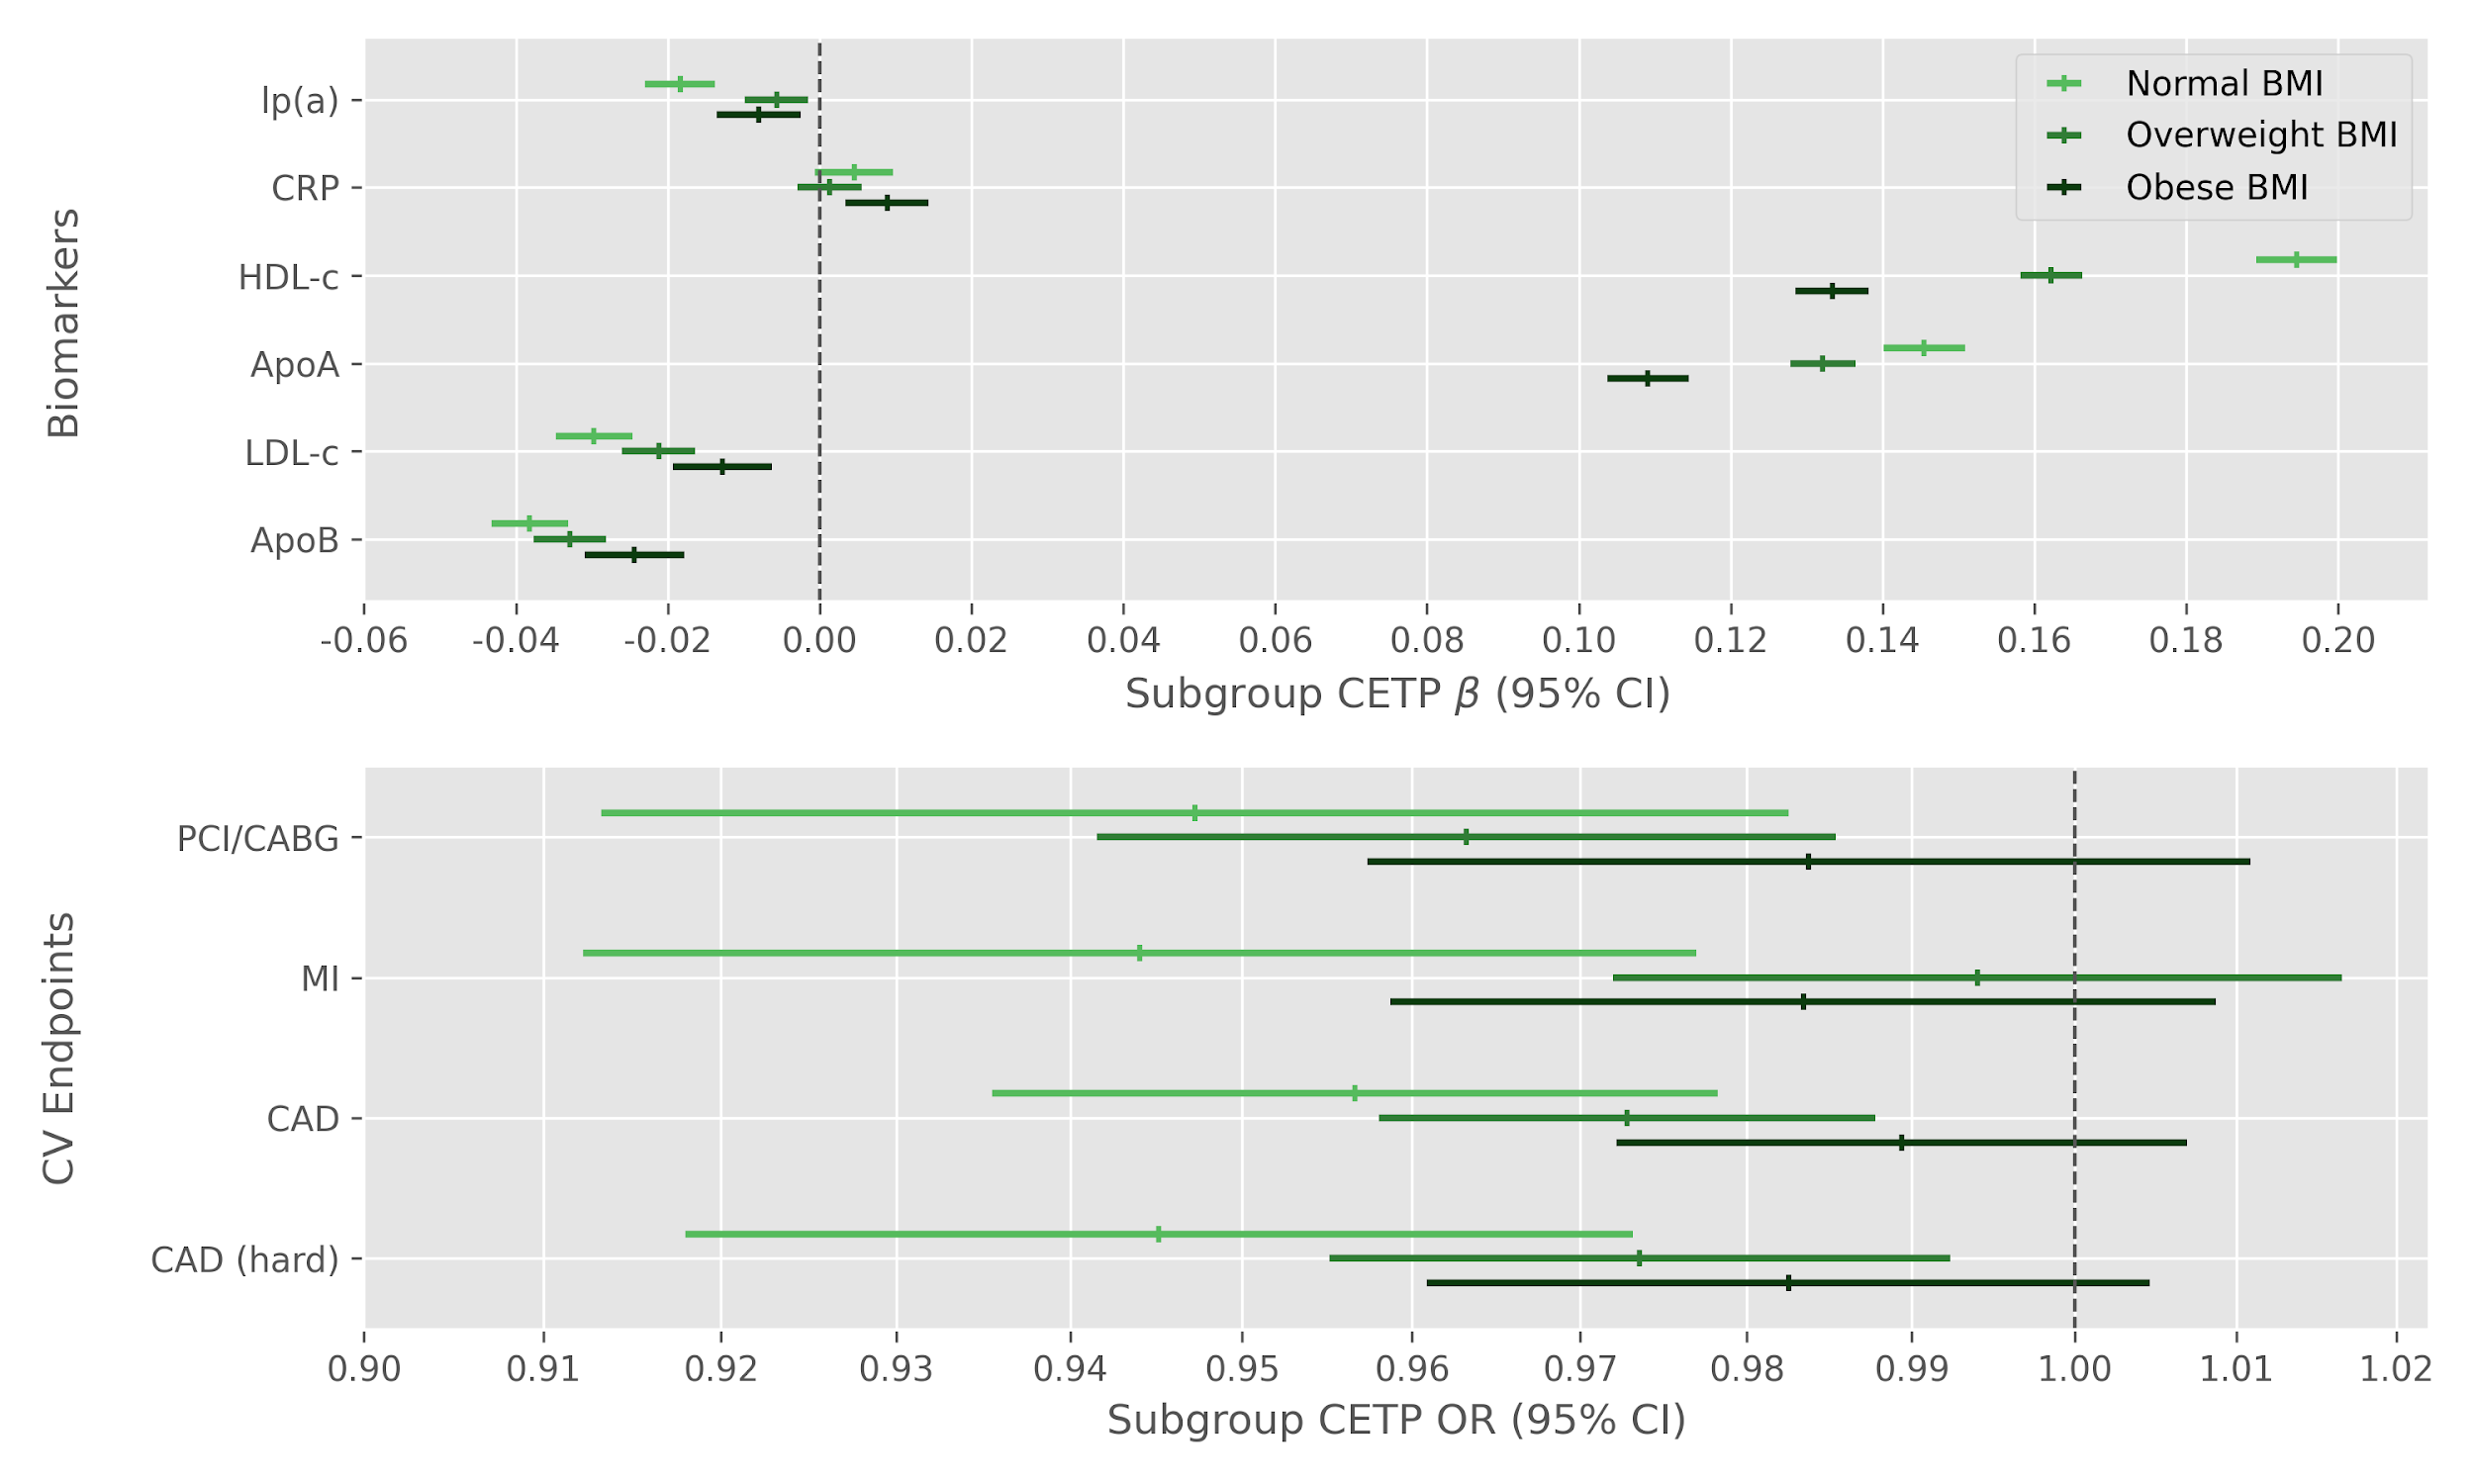 Normal BMI
Overweight BMI
Obese BMI
Biomarkers
lp(a)
CRP
HDL-c
ApoA
LDL-c
ApoB
-0.06 -0.04 -0.02 0.00 0.02 0.04 0.06 0.08 0.10 0.12 0.14 0.16 0.18 0.20
Subgroup CETP β (95% CI)
CV Endpoints
PCI/CABG
MI
CAD
CAD (hard)
0.90 0.91 0.92 0.93 0.94 0.95 0.96 0.97 0.98 0.99 1.00 1.01 1.02
Subgroup CETP OR (95% CI)